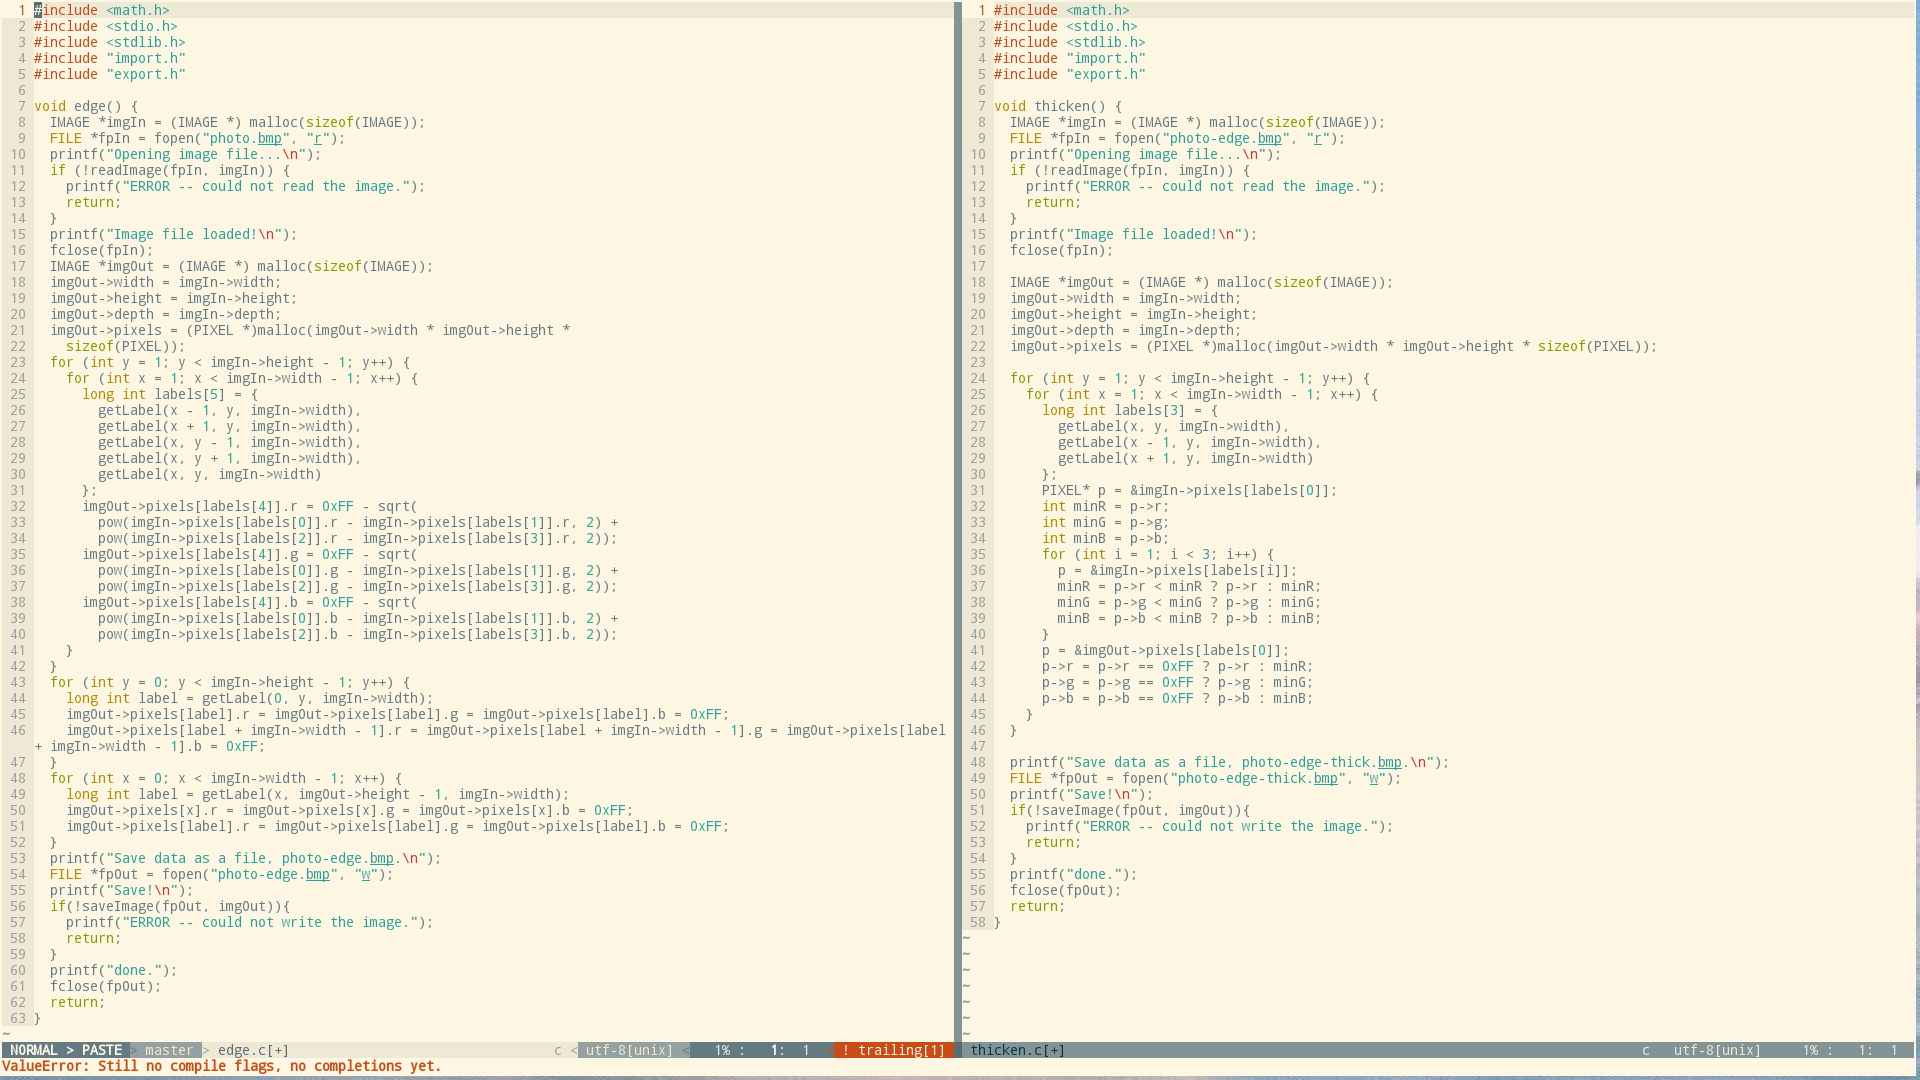 1 #include <math.h>
2 #include <stdio.h>
3 #include <stdlib.h>
4 #include "import.h"
5 #include "export.h"
6
7 void edge() {
8   IMAGE *imgIn = (IMAGE *) malloc(sizeof(IMAGE));
9   FILE *fpIn = fopen("photo.bmp", "r");
10   printf("Opening image file...\n");
11   if (!readImage(fpIn, imgIn)) {
12     printf("ERROR -- could not read the image.");
13     return;
14   }
15   printf("Image file loaded!\n");
16   fclose(fpIn);
17   IMAGE *imgOut = (IMAGE *) malloc(sizeof(IMAGE));
18   imgOut->width = imgIn->width;
19   imgOut->height = imgIn->height;
20   imgOut->depth = imgIn->depth;
21   imgOut->pixels = (PIXEL *)malloc(imgOut->width * imgOut->height *
22     sizeof(PIXEL));
23   for (int y = 1; y < imgIn->height - 1; y++) {
24     for (int x = 1; x < imgIn->width - 1; x++) {
25       long int labels[5] = {
26         getLabel(x - 1, y, imgIn->width),
27         getLabel(x + 1, y, imgIn->width),
28         getLabel(x, y - 1, imgIn->width),
29         getLabel(x, y + 1, imgIn->width),
30         getLabel(x, y, imgIn->width)
31       };
32       imgOut->pixels[labels[4]].r = 0xFF - sqrt(
33         pow(imgIn->pixels[labels[0]].r - imgIn->pixels[labels[1]].r, 2) +
34         pow(imgIn->pixels[labels[2]].r - imgIn->pixels[labels[3]].r, 2));
35       imgOut->pixels[labels[4]].g = 0xFF - sqrt(
36         pow(imgIn->pixels[labels[0]].g - imgIn->pixels[labels[1]].g, 2) +
37         pow(imgIn->pixels[labels[2]].g - imgIn->pixels[labels[3]].g, 2));
38       imgOut->pixels[labels[4]].b = 0xFF - sqrt(
39         pow(imgIn->pixels[labels[0]].b - imgIn->pixels[labels[1]].b, 2) +
40         pow(imgIn->pixels[labels[2]].b - imgIn->pixels[labels[3]].b, 2));
41     }
42   }
43   for (int y = 0; y < imgIn->height - 1; y++) {
44     long int label = getLabel(0, y, imgIn->width);
45     imgOut->pixels[label].r = imgOut->pixels[label].g = imgOut->pixels[label].b = 0xFF;
46     imgOut->pixels[label + imgIn->width - 1].r = imgOut->pixels[label + imgIn->width - 1].g = imgOut->pixels[label
+ imgIn->width - 1].b = 0xFF;
47   }
48   for (int x = 0; x < imgIn->width - 1; x++) {
49     long int label = getLabel(x, imgOut->height - 1, imgIn->width);
50     imgOut->pixels[x].r = imgOut->pixels[x].g = imgOut->pixels[x].b = 0xFF;
51     imgOut->pixels[label].r = imgOut->pixels[label].g = imgOut->pixels[label].b = 0xFF;
52   }
53   printf("Save data as a file, photo-edge.bmp.\n");
54   FILE *fpOut = fopen("photo-edge.bmp", "w");
55   printf("Save!\n");
56   if(!saveImage(fpOut, imgOut)){
57     printf("ERROR -- could not write the image.");
58     return;
59   }
60   printf("done.");
61   fclose(fpOut);
62   return;
63 }
~
NORMAL > PASTE > master > edge.c[+] c < utf-8[unix] < 1% : 1: 1 ! trailing[1]
1 #include <math.h>
2 #include <stdio.h>
3 #include <stdlib.h>
4 #include "import.h"
5 #include "export.h"
6
7 void thicken() {
8   IMAGE *imgIn = (IMAGE *) malloc(sizeof(IMAGE));
9   FILE *fpIn = fopen("photo-edge.bmp", "r");
10   printf("Opening image file...\n");
11   if (!readImage(fpIn, imgIn)) {
12     printf("ERROR -- could not read the image.");
13     return;
14   }
15   printf("Image file loaded!\n");
16   fclose(fpIn);
17
18   IMAGE *imgOut = (IMAGE *) malloc(sizeof(IMAGE));
19   imgOut->width = imgIn->width;
20   imgOut->height = imgIn->height;
21   imgOut->depth = imgIn->depth;
22   imgOut->pixels = (PIXEL *)malloc(imgOut->width * imgOut->height * sizeof(PIXEL));
23
24   for (int y = 1; y < imgIn->height - 1; y++) {
25     for (int x = 1; x < imgIn->width - 1; x++) {
26       long int labels[3] = {
27         getLabel(x, y, imgIn->width),
28         getLabel(x - 1, y, imgIn->width),
29         getLabel(x + 1, y, imgIn->width)
30       };
31       PIXEL* p = &imgIn->pixels[labels[0]];
32       int minR = p->r;
33       int minG = p->g;
34       int minB = p->b;
35       for (int i = 1; i < 3; i++) {
36         p = &imgIn->pixels[labels[i]];
37         minR = p->r < minR ? p->r : minR;
38         minG = p->g < minG ? p->g : minG;
39         minB = p->b < minB ? p->b : minB;
40       }
41       p = &imgOut->pixels[labels[0]];
42       p->r = p->r == 0xFF ? p->r : minR;
43       p->g = p->g == 0xFF ? p->g : minG;
44       p->b = p->b == 0xFF ? p->b : minB;
45     }
46   }
47
48   printf("Save data as a file, photo-edge-thick.bmp.\n");
49   FILE *fpOut = fopen("photo-edge-thick.bmp", "w");
50   printf("Save!\n");
51   if(!saveImage(fpOut, imgOut)){
52     printf("ERROR -- could not write the image.");
53     return;
54   }
55   printf("done.");
56   fclose(fpOut);
57   return;
58 }
~
~
~
~
~
~
~
thicken.c[+] c utf-8[unix] 1% : 1: 1
ValueError: Still no compile flags, no completions yet.